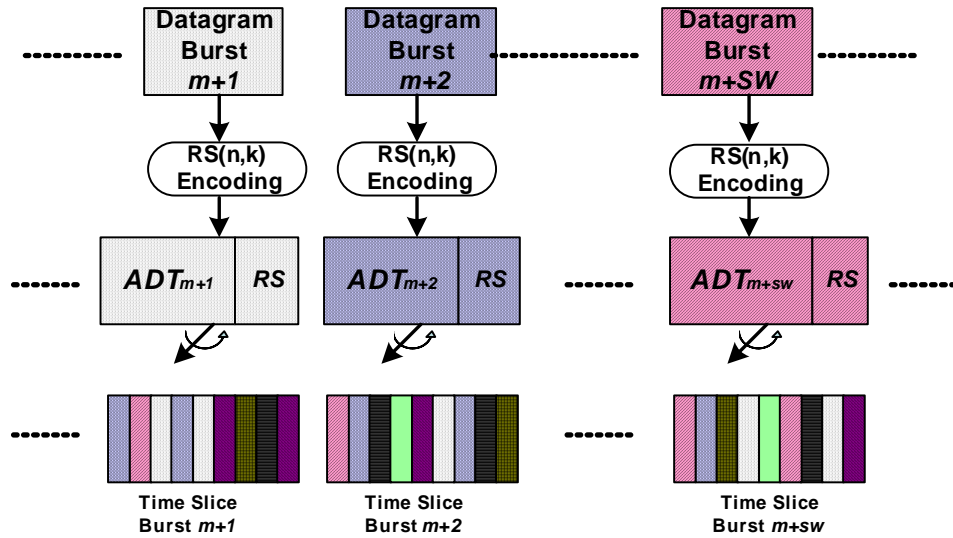 Datagram Burst m+1
Datagram Burst m+2
Datagram Burst m+SW
RS(n,k) Encoding
RS(n,k) Encoding
RS(n,k) Encoding
ADTm+1 RS
ADTm+2 RS
ADTm+sw RS
Time Slice Burst m+1
Time Slice Burst m+2
Time Slice Burst m+sw